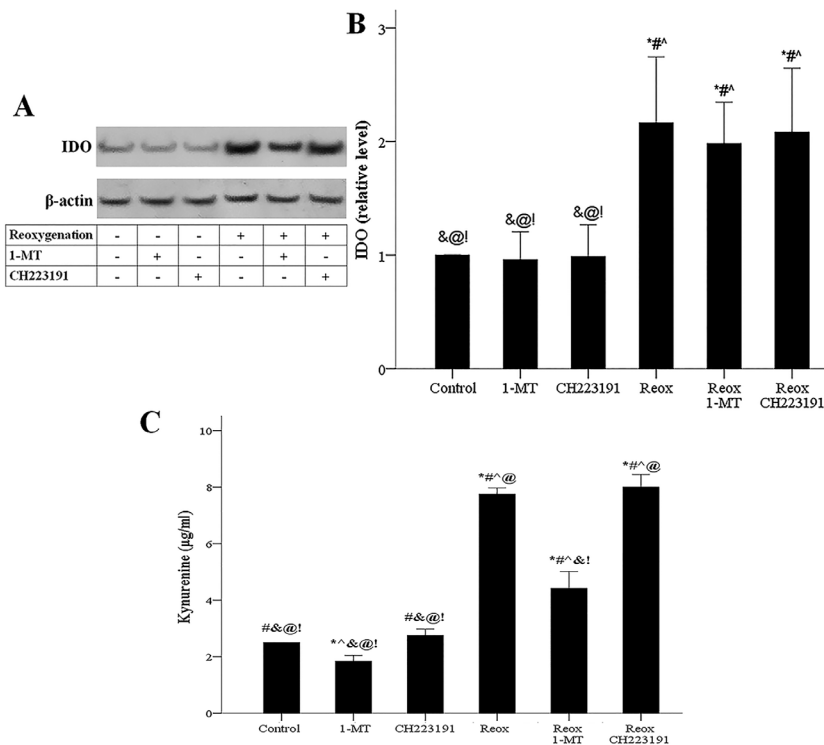 A
IDO
β-actin
Reoxygenation - - - + + +
1-MT - + - - + -
CH223191 - - + - - +
B
IDO (relative level)
3
2
1
0
&@!
&@!
&@!
*#^
*#^
*#^
Control 1-MT CH223191 Reox Reox 1-MT Reox CH223191
C
Kynurenine (μg/ml)
10
8
6
4
2
0
#&@!
*^&@!
#&@!
*#^@
*#^&!
*#^@
Control 1-MT CH223191 Reox Reox 1-MT Reox CH223191